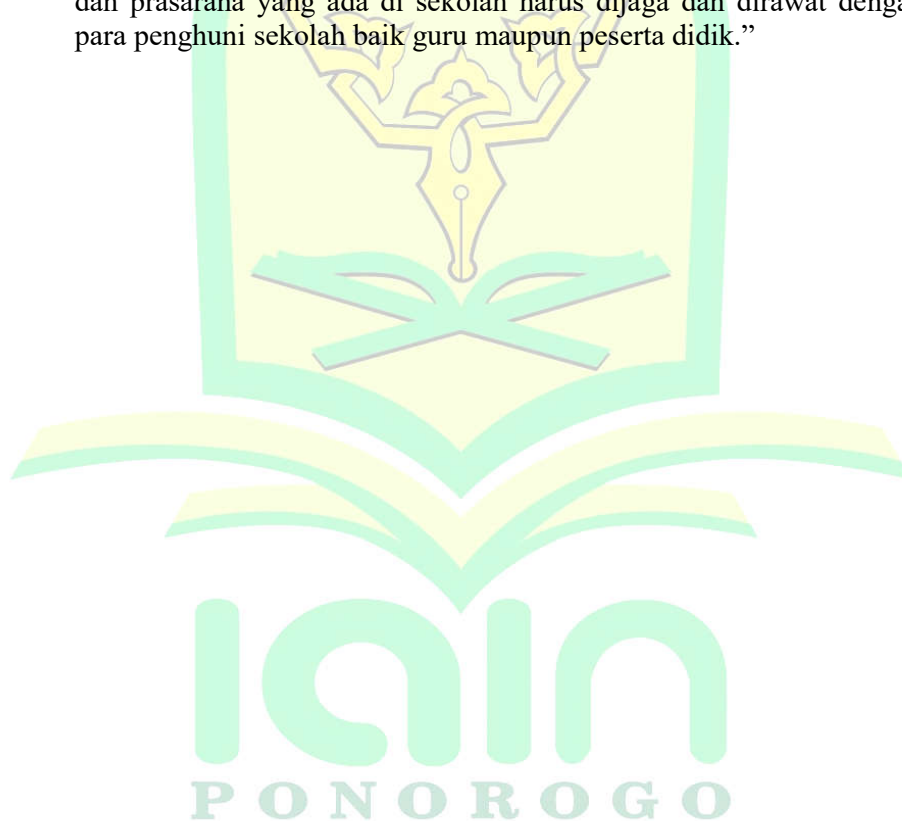 dan prasarana yang ada di sekolah harus dijaga dan dirawat
para penghuni sekolah baik guru maupun peserta didik.”
iain
PONOROGO